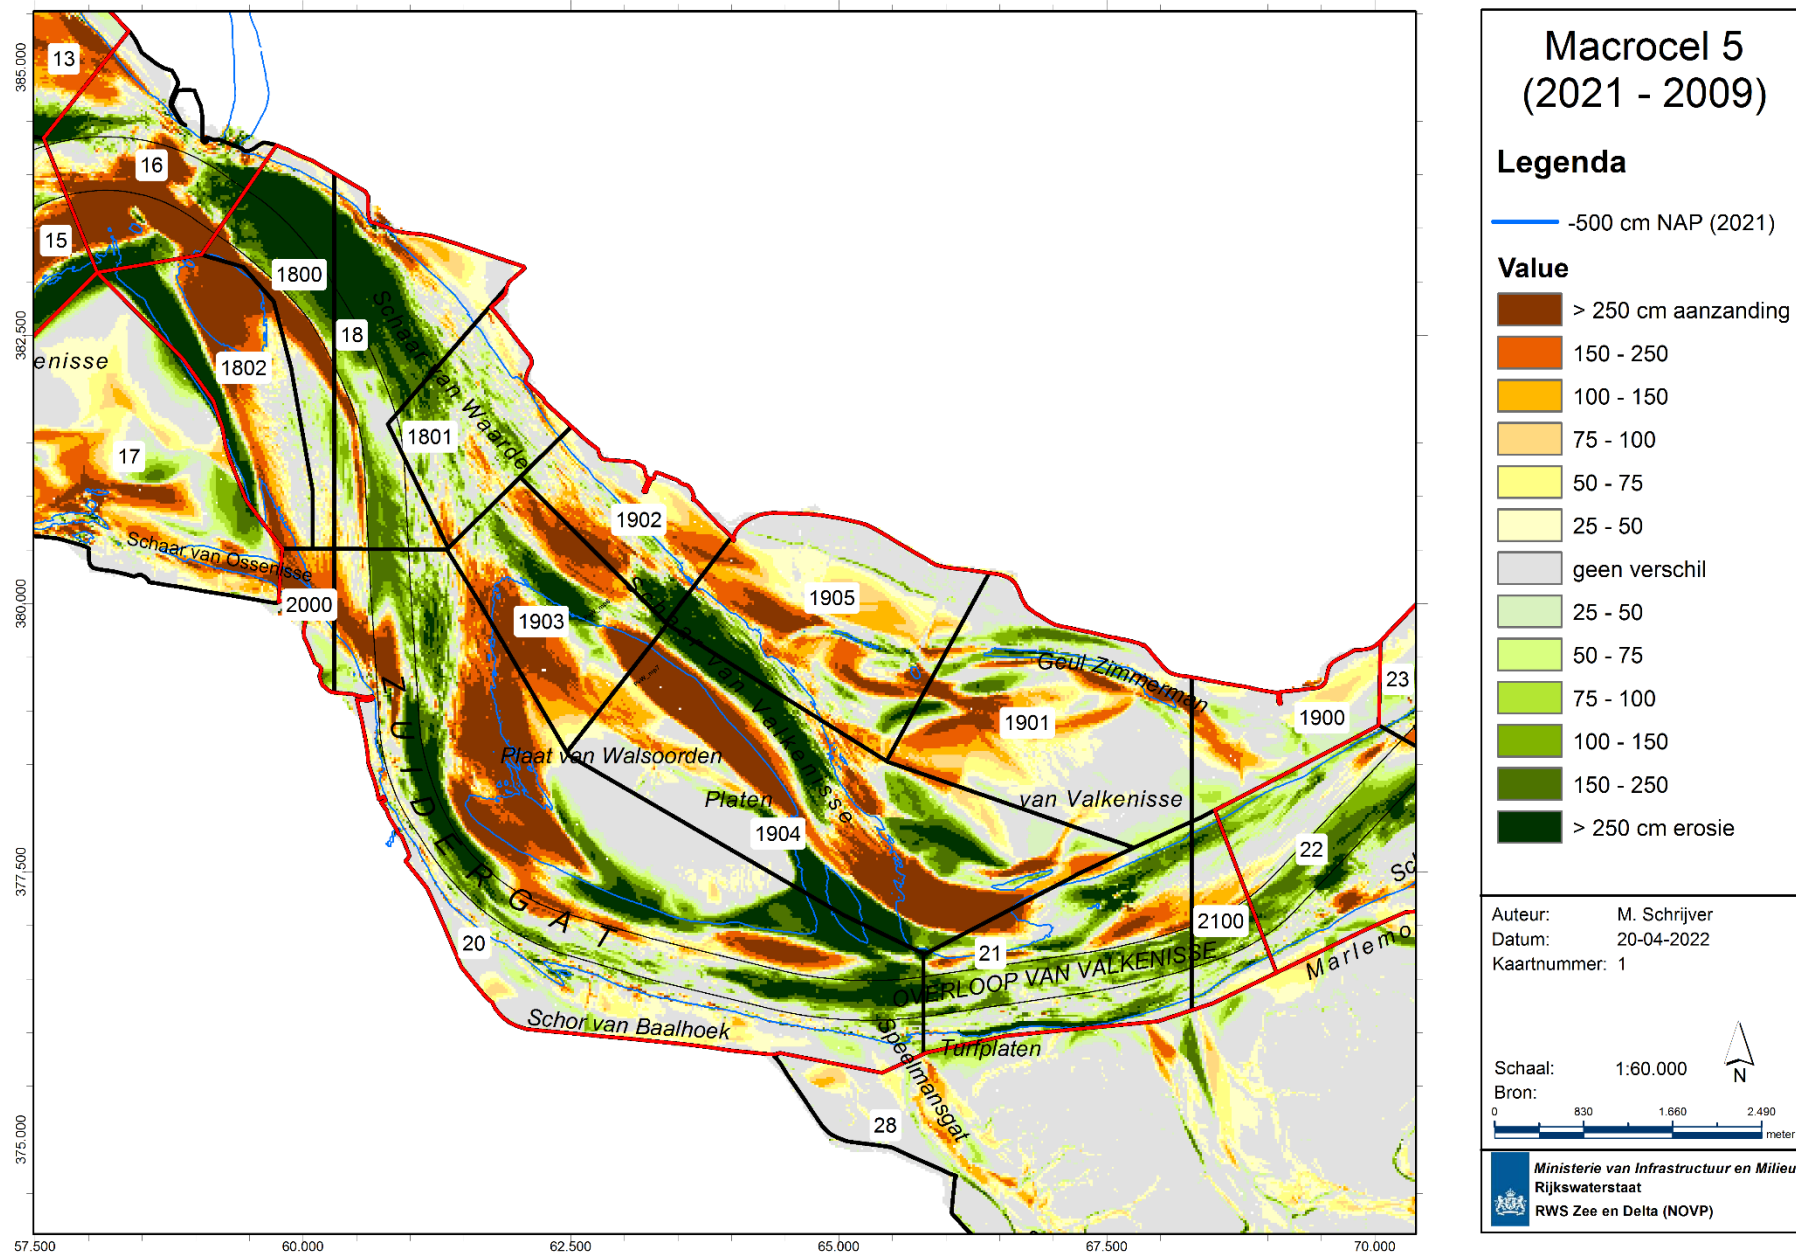 Macrocel 5
(2021 - 2009)
Legenda
-500 cm NAP (2021)
Value
> 250 cm aanzanding
150 - 250
100 - 150
75 - 100
50 - 75
25 - 50
geen verschil
25 - 50
50 - 75
75 - 100
100 - 150
150 - 250
> 250 cm erosie
Auteur: M. Schrijver
Datum: 20-04-2022
Kaartnummer: 1
Schaal: 1:60.000
N
Bron:
0 830 1.660 2.490
meter
Ministerie van Infrastructuur en Milieu
Rijkswaterstaat
RWS Zee en Delta (NOVP)
385.000
382.500
380.000
377.500
375.000
57.500 60.000 62.500 65.000 67.500 70.000
13
16
15
1800
18
1802
enisse
17
1801
Schaar van Waarde
1902
Schaar van Ossenisse
2000
1903
1905
Schaar van Valkenisse
Geul Zimmerman
23
1900
1901
Plaat van Walsoorden
Platen
van Valkenisse
1904
22
Sc
ZUIDERGAT
20
21
2100
OVERLOOP VAN VALKENISSE
Marlemo
Schor van Baalhoek
Speelmansgat
Turfplaten
28